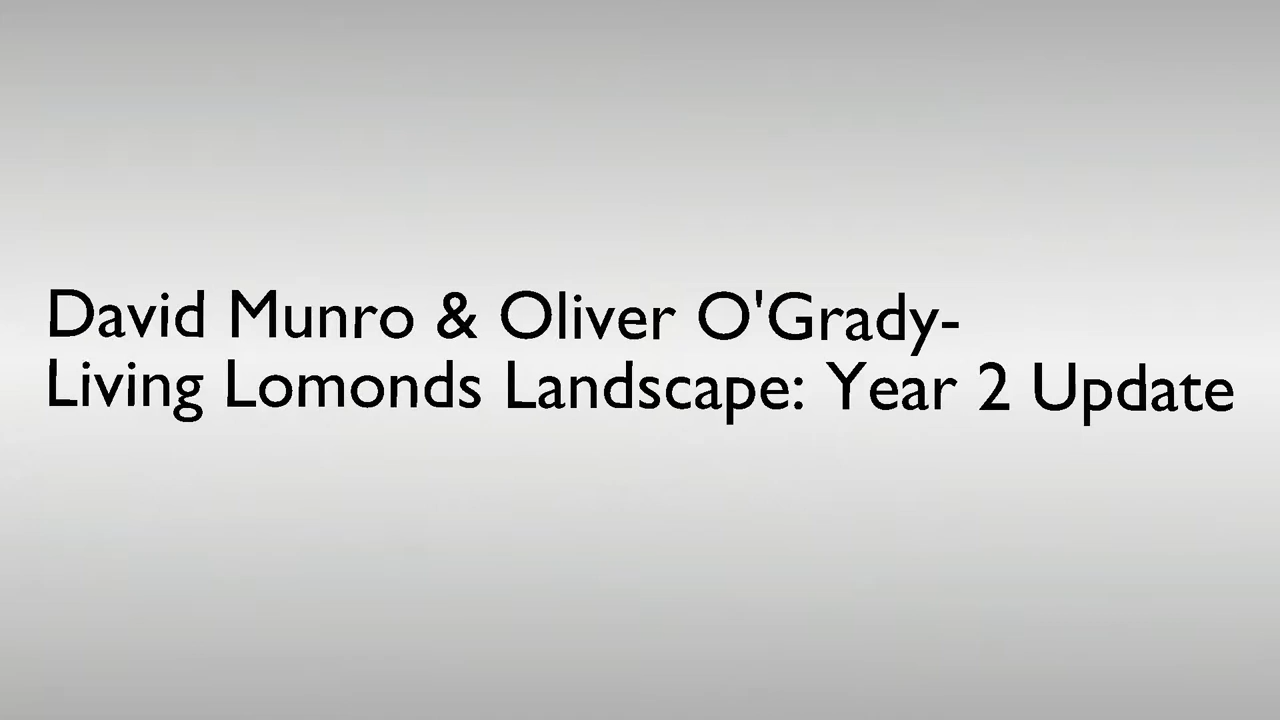 David Munro & Oliver O'Grady-
Living Lomonds Landscape: Year 2 Update